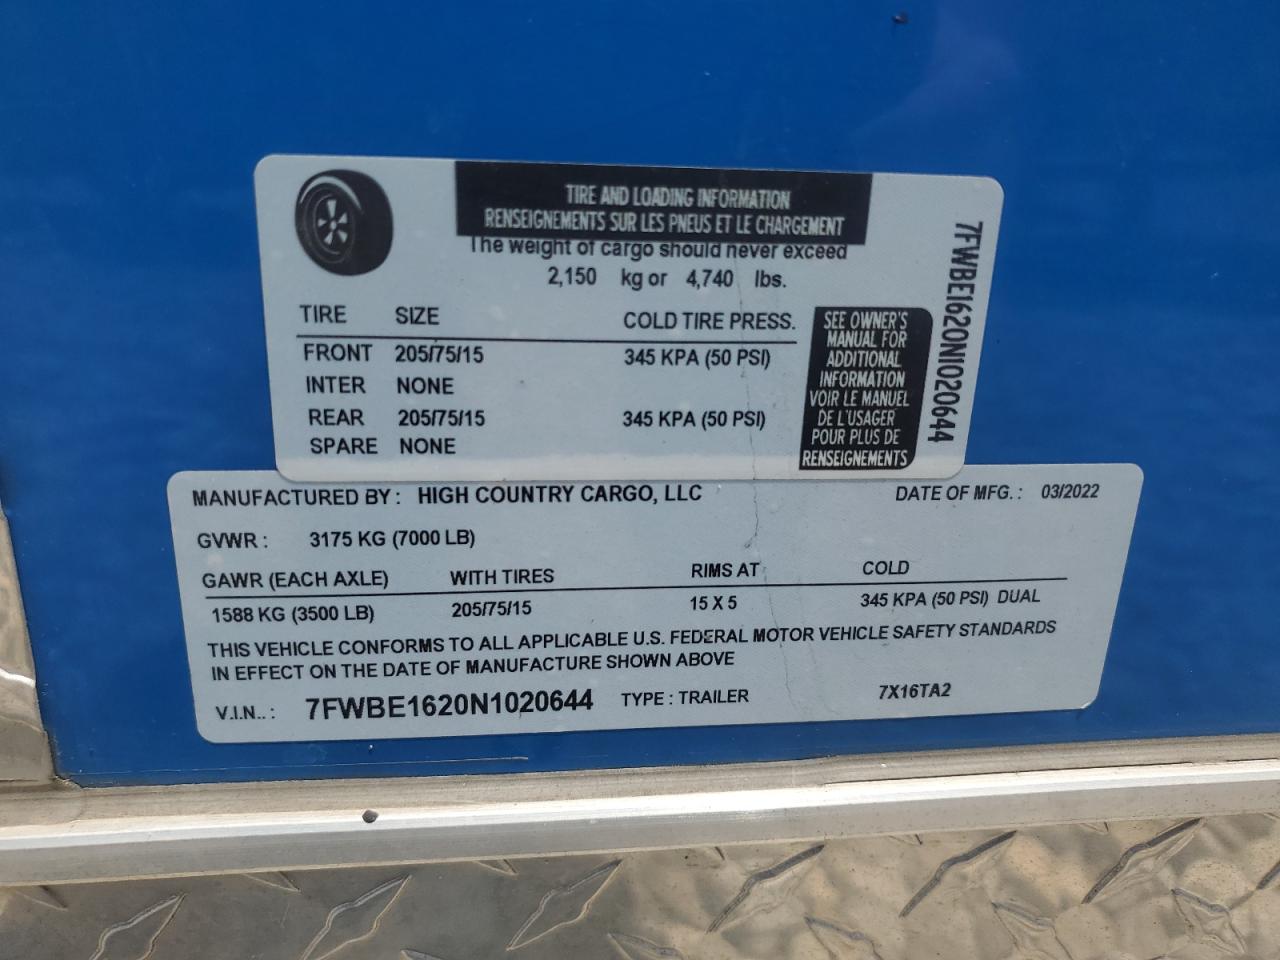 TIRE AND LOADING INFORMATION
RENSEIGNEMENTS SUR LES PNEUS ET LE CHARGEMENT
The weight of cargo should never exceed
2,150 kg or 4,740 lbs.
TIRE SIZE COLD TIRE PRESS.
FRONT 205/75/15 345 KPA (50 PSI)
INTER NONE
REAR 205/75/15 345 KPA (50 PSI)
SPARE NONE
SEE OWNER'S
MANUAL FOR
ADDITIONAL
INFORMATION
VOIR LE MANUEL
DE L'USAGER
POUR PLUS DE
RENSEIGNEMENTS
7FWBE1620N1020644
MANUFACTURED BY : HIGH COUNTRY CARGO, LLC DATE OF MFG. : 03/2022
GVWR : 3175 KG (7000 LB)
GAWR (EACH AXLE) WITH TIRES RIMS AT COLD
1588 KG (3500 LB) 205/75/15 15 X 5 345 KPA (50 PSI) DUAL
THIS VEHICLE CONFORMS TO ALL APPLICABLE U.S. FEDERAL MOTOR VEHICLE SAFETY STANDARDS
IN EFFECT ON THE DATE OF MANUFACTURE SHOWN ABOVE
V.I.N.. : 7FWBE1620N1020644 TYPE : TRAILER 7X16TA2